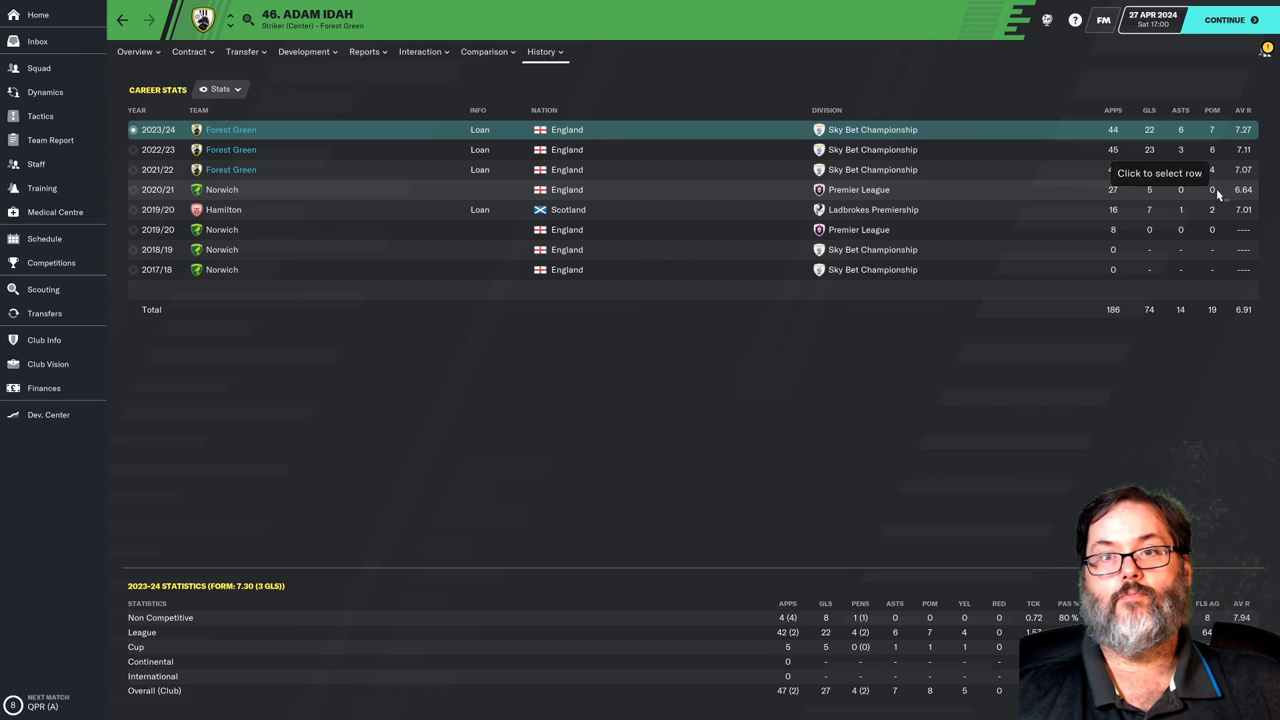 Home
46. ADAM IDAH
Striker (Center) - Forest Green
FM
27 APR 2024
Sat 17:00
CONTINUE
Inbox
Overview Contract Transfer Development Reports Interaction Comparison History
1
Squad
Dynamics
Tactics
Team Report
Staff
Training
Medical Centre
Schedule
Competitions
Scouting
Transfers
Club Info
Club Vision
Finances
Dev. Center
CAREER STATS Stats
YEAR TEAM INFO NATION DIVISION APPS GLS ASTS POM AV R
2023/24 Forest Green Loan England Sky Bet Championship 44 22 6 7 7.27
2022/23 Forest Green Loan England Sky Bet Championship 45 23 3 6 7.11
2021/22 Forest Green Loan England Sky Bet Championship 4 7.07
Click to select row
2020/21 Norwich England Premier League 27 5 0 0 6.64
2019/20 Hamilton Loan Scotland Ladbrokes Premiership 16 7 1 2 7.01
2019/20 Norwich England Premier League 8 0 0 0 ----
2018/19 Norwich England Sky Bet Championship 0 - - - ----
2017/18 Norwich England Sky Bet Championship 0 - - - ----
Total 186 74 14 19 6.91
2023-24 STATISTICS (FORM: 7.30 (3 GLS))
STATISTICS APPS GLS PENS ASTS POM YEL RED TCK PAS % FLS AG AV R
Non Competitive 4 (4) 8 1 (1) 0 0 0 0 0.72 80 % 8 7.94
League 42 (2) 22 4 (2) 6 7 4 0 64
Cup 5 5 0 (0) 1 1 1 0
Continental 0 - - - - - -
International 0 - - - - - -
Overall (Club) 47 (2) 27 4 (2) 7 8 5 0
8
NEXT MATCH
QPR (A)